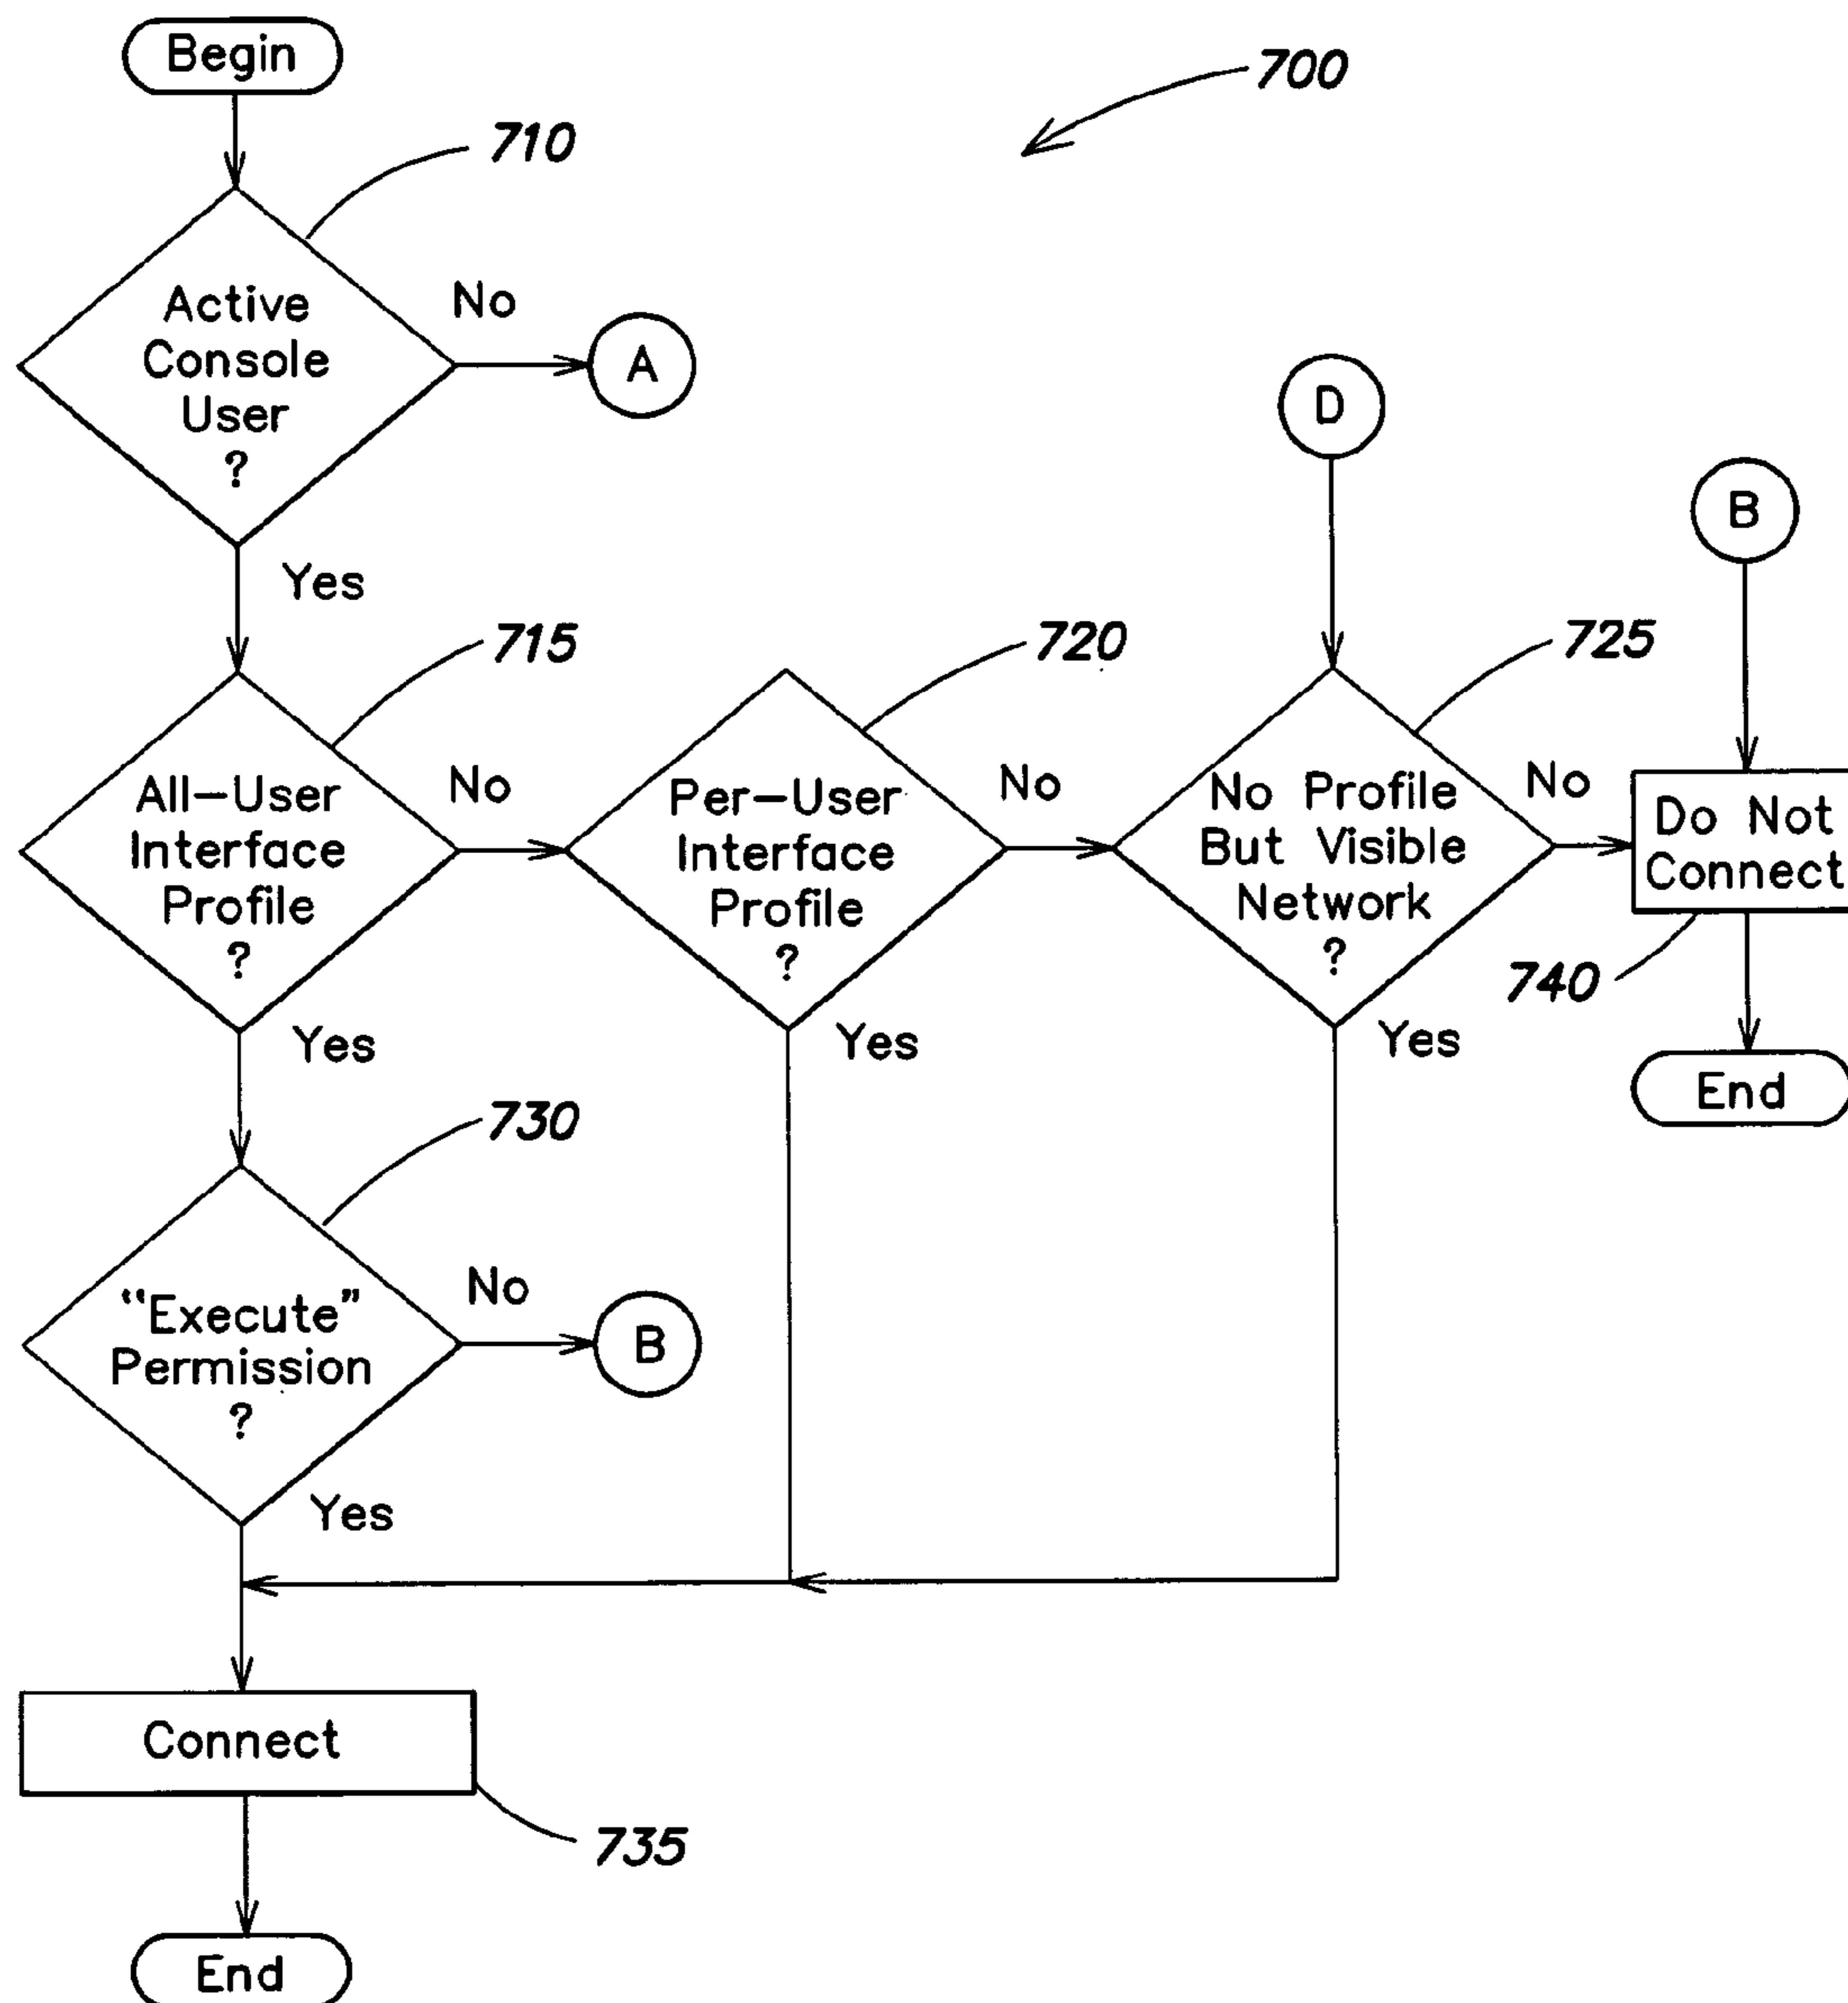 Begin
700
710
Active
Console
User
?
No
A
Yes
D
B
715
720
725
All-User
Interface
Profile
?
No
Per-User
Interface
Profile
?
No
No Profile
But Visible
Network
?
No
Do Not
Connect
740
Yes
Yes
Yes
End
730
"Execute"
Permission
?
No
B
Yes
Connect
735
End